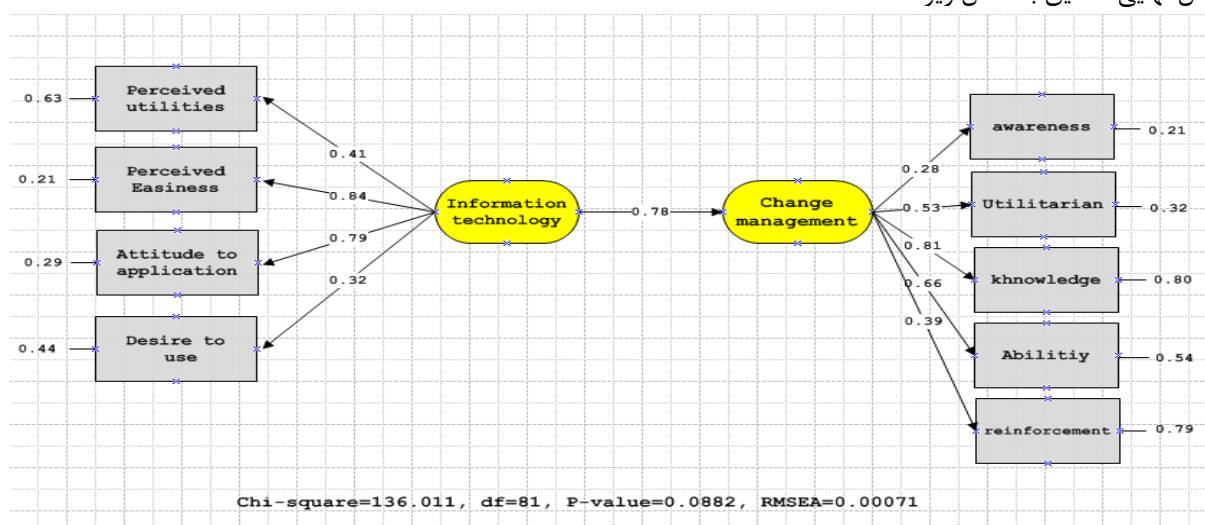 0.63
Perceived
utilities
0.21
Perceived
Easiness
0.29
Attitude to
application
0.44
Desire to
use
0.41
0.84
0.79
0.32
Information
technology
0.78
Change
management
0.28
0.53
0.81
0.66
0.39
awareness
0.21
Utilitarian
0.32
khnowledge
0.80
Abilitiy
0.54
reinforcement
0.79
Chi-square=136.011, df=81, P-value=0.0882, RMSEA=0.00071